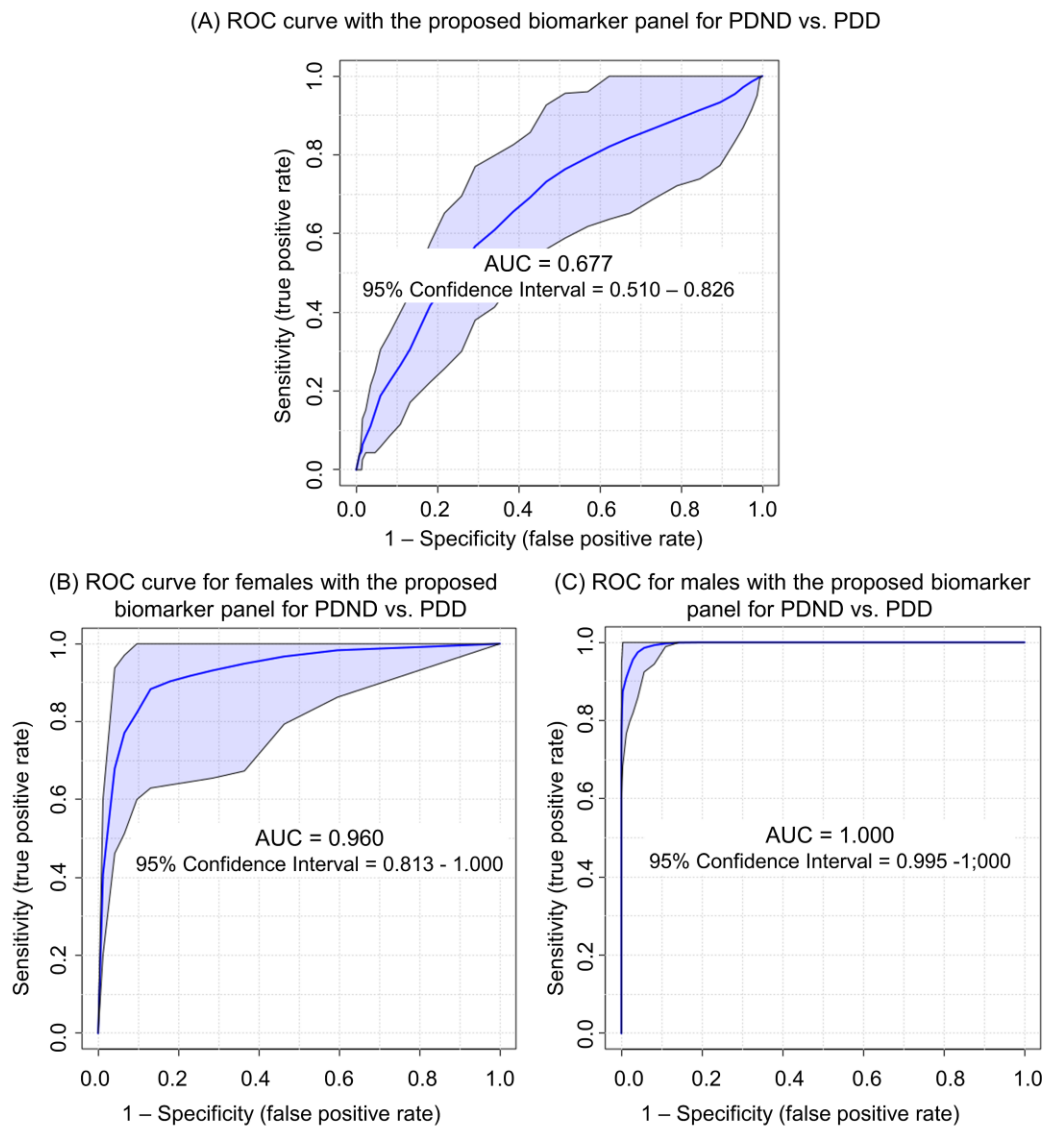 (A) ROC curve with the proposed biomarker panel for PDND vs. PDD
Sensitivity (true positive rate)
1.0
0.8
0.6
0.4
0.2
0.0
AUC = 0.677
95% Confidence Interval = 0.510 – 0.826
0.0 0.2 0.4 0.6 0.8 1.0
1 – Specificity (false positive rate)
(B) ROC curve for females with the proposed
biomarker panel for PDND vs. PDD
Sensitivity (true positive rate)
1.0
0.8
0.6
0.4
0.2
0.0
AUC = 0.960
95% Confidence Interval = 0.813 - 1.000
0.0 0.2 0.4 0.6 0.8 1.0
1 – Specificity (false positive rate)
(C) ROC for males with the proposed biomarker
panel for PDND vs. PDD
Sensitivity (true positive rate)
1.0
0.8
0.6
0.4
0.2
0.0
AUC = 1.000
95% Confidence Interval = 0.995 -1;000
0.0 0.2 0.4 0.6 0.8 1.0
1 – Specificity (false positive rate)